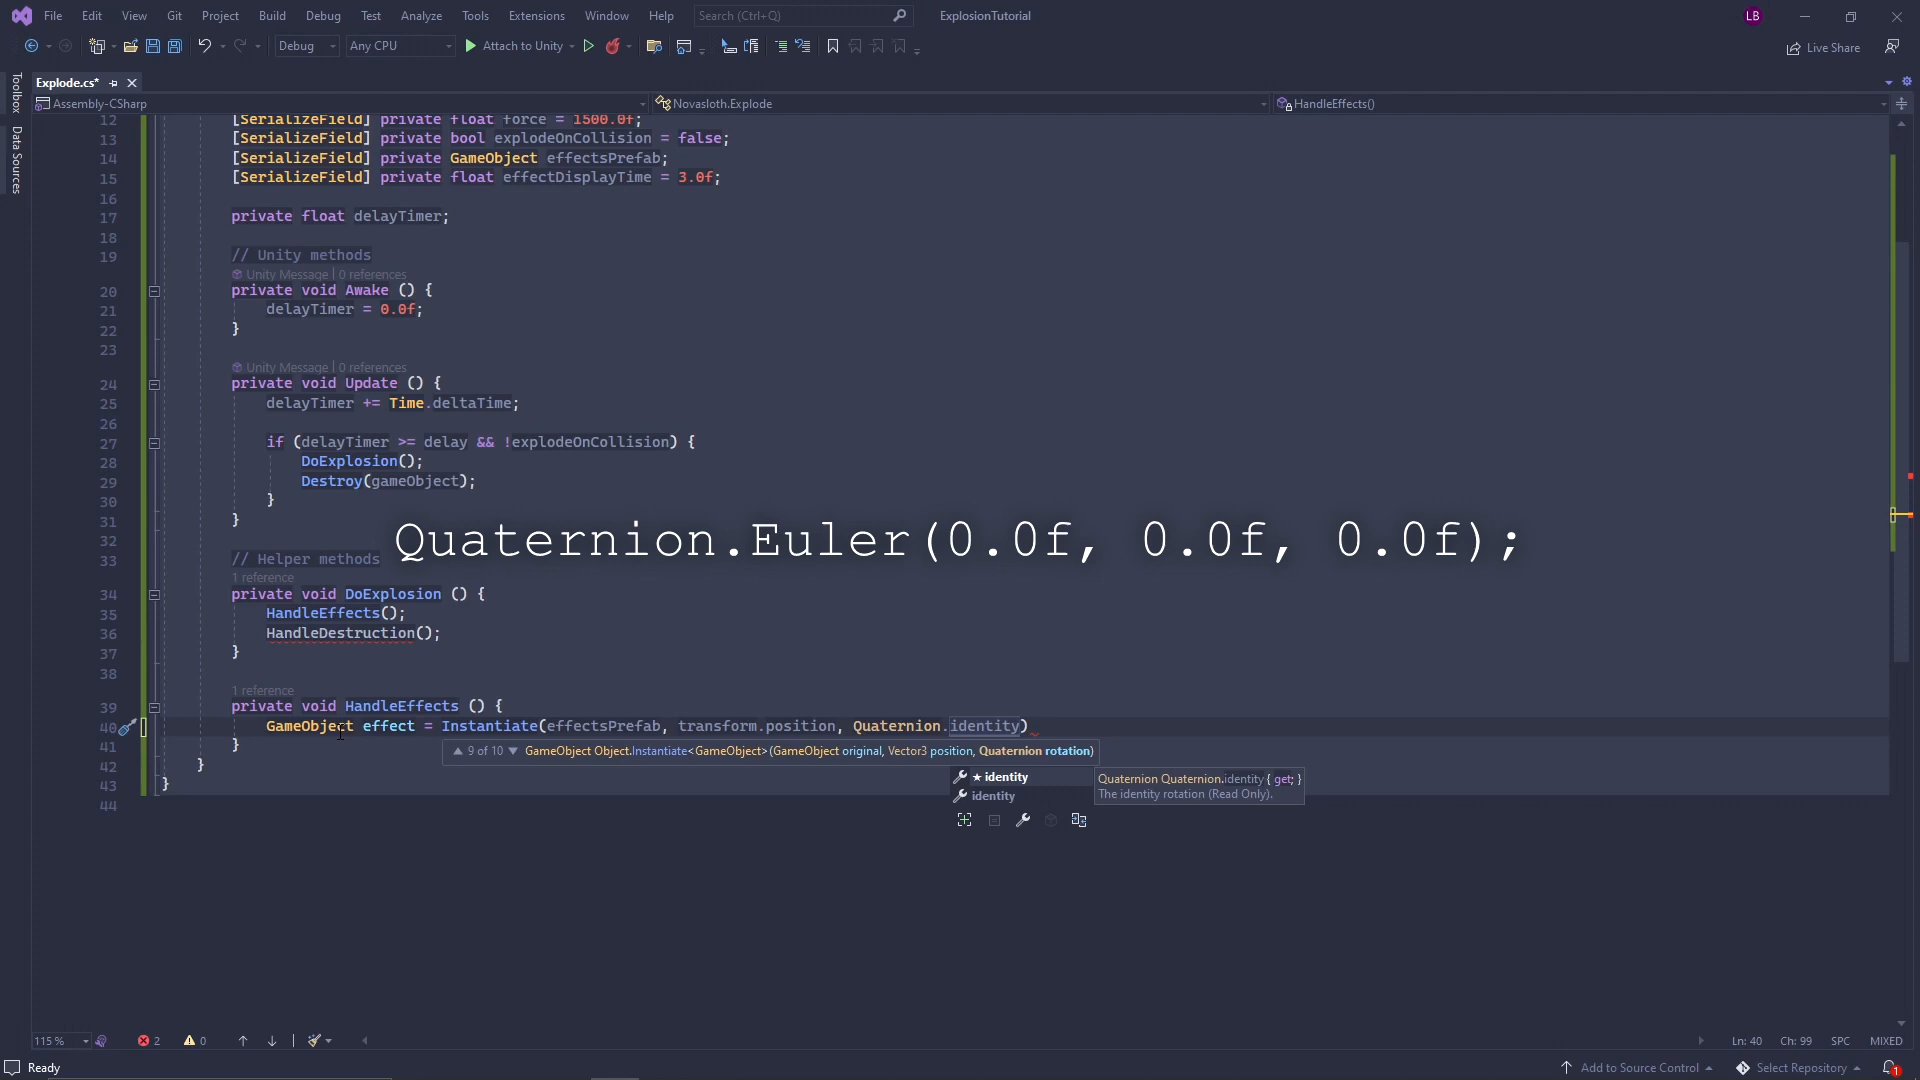 File Edit View Git Project Build Debug Test Analyze Tools Extensions Window Help Search (Ctrl+Q) ExplosionTutorial LB
Debug Any CPU Attach to Unity Live Share
Toolbox
Data Sources
Explode.cs*
Assembly-CSharp Novasloth.Explode HandleEffects()
12 [SerializeField] private float force = 1500.0f;
13 [SerializeField] private bool explodeOnCollision = false;
14 [SerializeField] private GameObject effectsPrefab;
15 [SerializeField] private float effectDisplayTime = 3.0f;
16
17 private float delayTimer;
18
19 // Unity methods
Unity Message | 0 references
20 private void Awake () {
21 delayTimer = 0.0f;
22 }
23
Unity Message | 0 references
24 private void Update () {
25 delayTimer += Time.deltaTime;
26
27 if (delayTimer >= delay && !explodeOnCollision) {
28 DoExplosion();
29 Destroy(gameObject);
30 }
31 }
Quaternion.Euler(0.0f, 0.0f, 0.0f);
32
33 // Helper methods
1 reference
34 private void DoExplosion () {
35 HandleEffects();
36 HandleDestruction();
37 }
38
1 reference
39 private void HandleEffects () {
40 GameObject effect = Instantiate(effectsPrefab, transform.position, Quaternion.identity)
41 }
9 of 10 GameObject Object.Instantiate<GameObject>(GameObject original, Vector3 position, Quaternion rotation)
42 }
43 }
44
★ identity
identity
Quaternion Quaternion.identity { get; }
The identity rotation (Read Only).
115 % 2 0 Ln: 40 Ch: 99 SPC MIXED
Ready Add to Source Control Select Repository 1